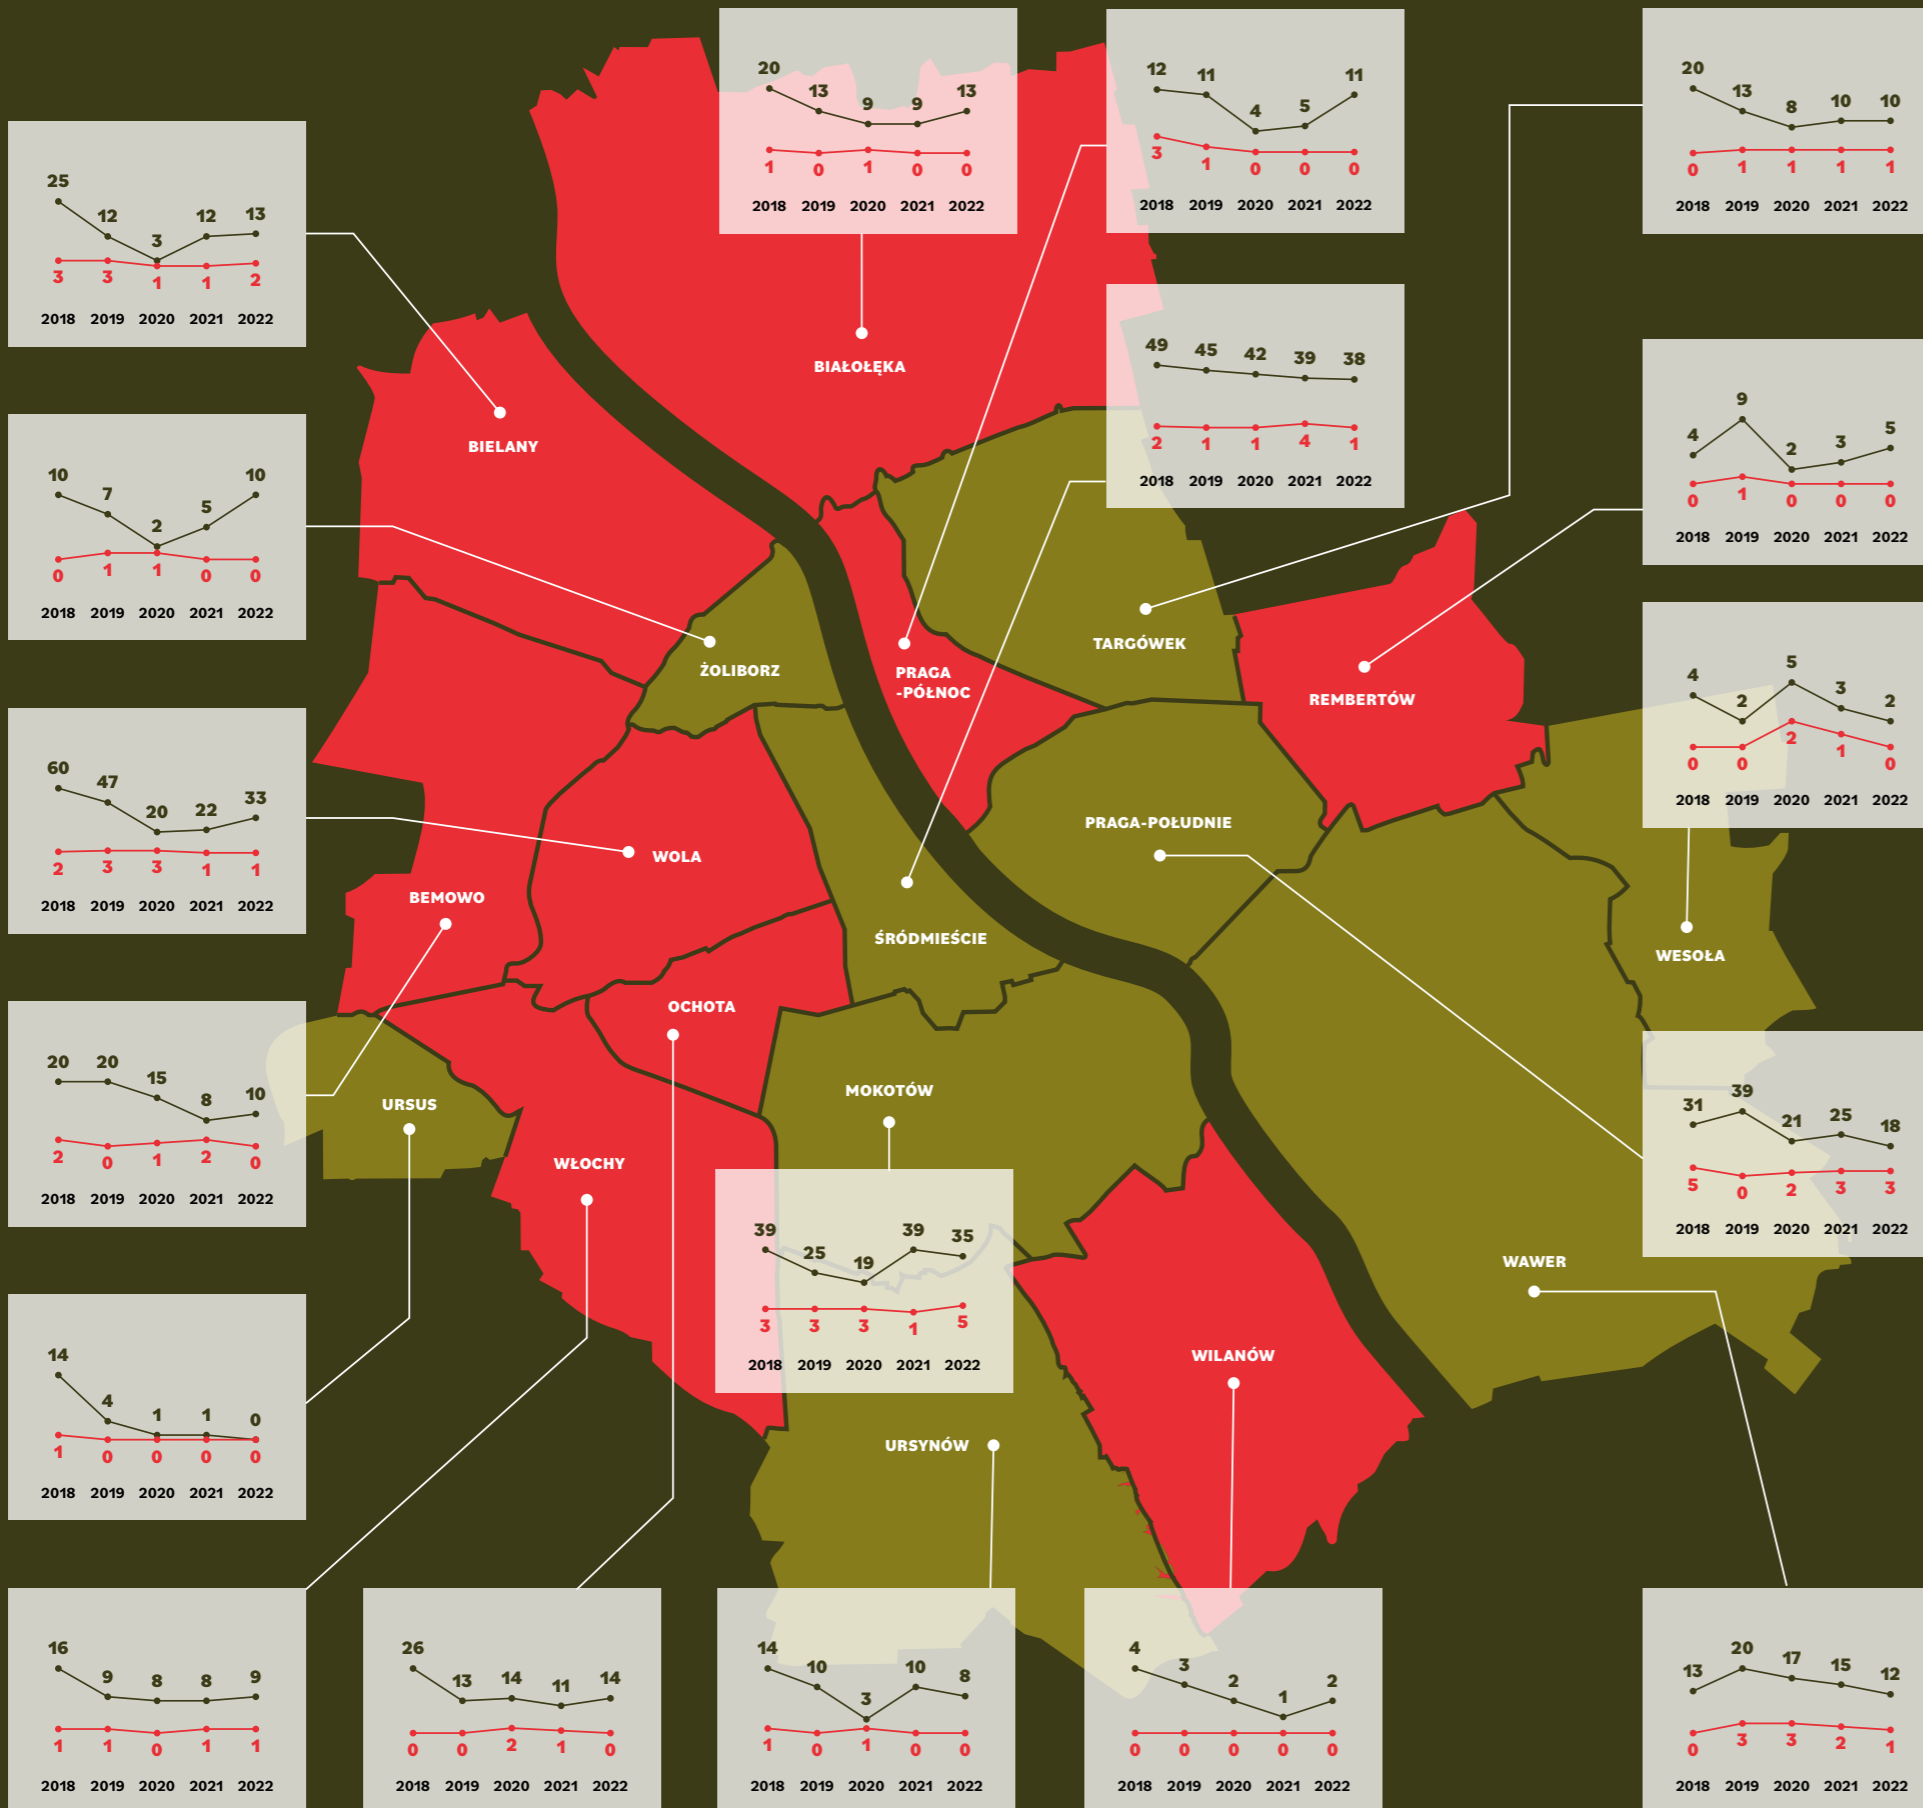 20 13 9 9 13
1 0 1 0 0
2018 2019 2020 2021 2022
12 11 4 5 11
3 1 0 0 0
2018 2019 2020 2021 2022
20 13 8 10 10
0 1 1 1 1
2018 2019 2020 2021 2022
25 12 3 12 13
3 3 1 1 2
2018 2019 2020 2021 2022
BIAŁOŁĘKA
49 45 42 39 38
2 1 1 4 1
2018 2019 2020 2021 2022
4 9 2 3 5
0 1 0 0 0
2018 2019 2020 2021 2022
BIELANY
10 7 2 5 10
0 1 1 0 0
2018 2019 2020 2021 2022
ŻOLIBORZ
PRAGA
-PÓŁNOC
TARGÓWEK
REMBERTÓW
4 2 5 3 2
0 0 2 1 0
2018 2019 2020 2021 2022
60 47 20 22 33
2 3 3 1 1
2018 2019 2020 2021 2022
WOLA
PRAGA-POŁUDNIE
BEMOWO
ŚRÓDMIEŚCIE
WESOŁA
OCHOTA
20 20 15 8 10
2 0 1 2 0
2018 2019 2020 2021 2022
URSUS
MOKOTÓW
31 39 21 25 18
5 0 2 3 3
2018 2019 2020 2021 2022
WŁOCHY
39 25 19 39 35
3 3 3 1 5
2018 2019 2020 2021 2022
WAWER
WILANÓW
14 4 1 1 0
1 0 0 0 0
2018 2019 2020 2021 2022
URSYNÓW
16 9 8 8 9
1 1 0 1 1
2018 2019 2020 2021 2022
26 13 14 11 14
0 0 2 1 0
2018 2019 2020 2021 2022
14 10 3 10 8
1 0 1 0 0
2018 2019 2020 2021 2022
4 3 2 1 2
0 0 0 0 0
2018 2019 2020 2021 2022
13 20 17 15 12
0 3 3 2 1
2018 2019 2020 2021 2022